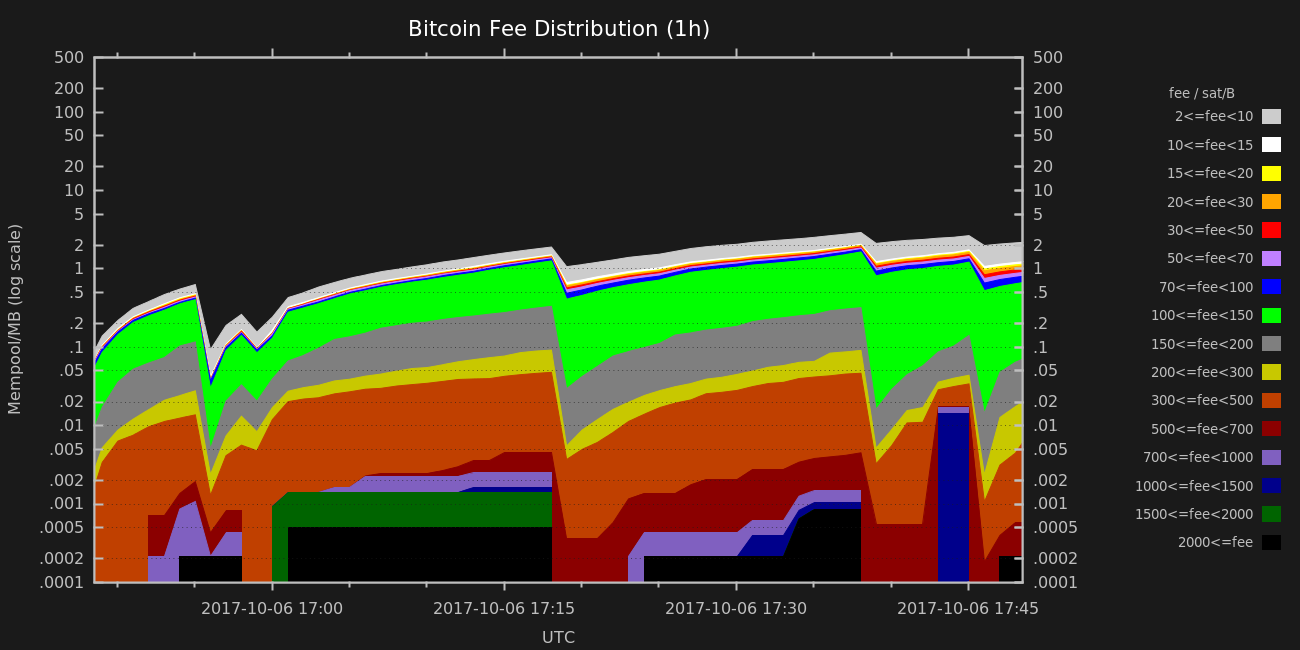 Bitcoin Fee Distribution (1h)
Mempool/MB (log scale)
500
200
100
50
20
10
5
2
1
.5
.2
.1
.05
.02
.01
.005
.002
.001
.0005
.0002
.0001
500
200
100
50
20
10
5
2
1
.5
.2
.1
.05
.02
.01
.005
.002
.001
.0005
.0002
.0001
2017-10-06 17:00 2017-10-06 17:15 2017-10-06 17:30 2017-10-06 17:45
UTC
fee / sat/B
2<=fee<10
10<=fee<15
15<=fee<20
20<=fee<30
30<=fee<50
50<=fee<70
70<=fee<100
100<=fee<150
150<=fee<200
200<=fee<300
300<=fee<500
500<=fee<700
700<=fee<1000
1000<=fee<1500
1500<=fee<2000
2000<=fee